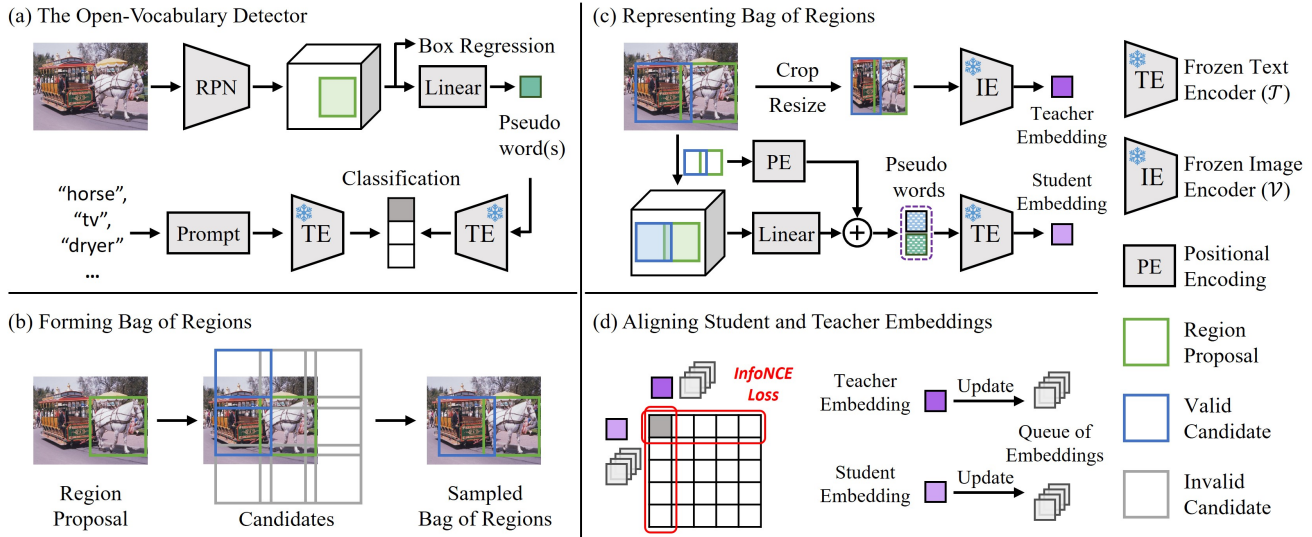 (a) The Open-Vocabulary Detector
RPN
Box Regression
Linear
Pseudo
word(s)
Classification
“horse”,
“tv”,
“dryer”
...
Prompt
TE
TE
(b) Forming Bag of Regions
Region
Proposal
Candidates
Sampled
Bag of Regions
(c) Representing Bag of Regions
Crop
Resize
IE
Teacher
Embedding
PE
Pseudo
words
Student
Embedding
Linear
TE
(d) Aligning Student and Teacher Embeddings
InfoNCE
Loss
Teacher
Embedding
Update
Queue of
Embeddings
Student
Embedding
Update
TE
Frozen Text
Encoder (𝒯)
IE
Frozen Image
Encoder (𝒱)
PE
Positional
Encoding
Region
Proposal
Valid
Candidate
Invalid
Candidate